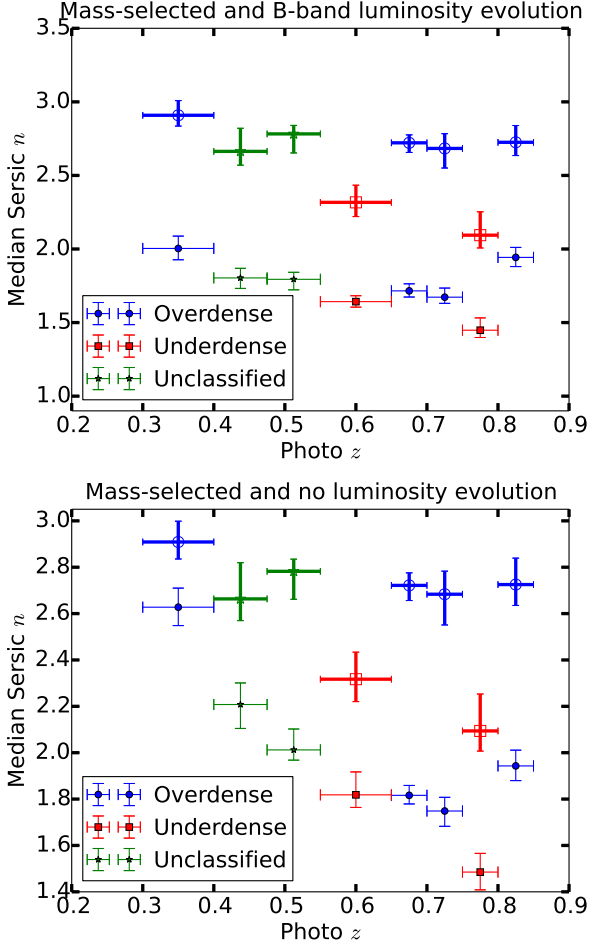 Mass-selected and B-band luminosity evolution
3.5
3.0
2.5
2.0
1.5
1.0
Median Sersic n
Overdense
Underdense
Unclassified
0.2 0.3 0.4 0.5 0.6 0.7 0.8 0.9
Photo z
Mass-selected and no luminosity evolution
3.0
2.8
2.6
2.4
2.2
2.0
1.8
1.6
1.4
Median Sersic n
Overdense
Underdense
Unclassified
0.2 0.3 0.4 0.5 0.6 0.7 0.8 0.9
Photo z